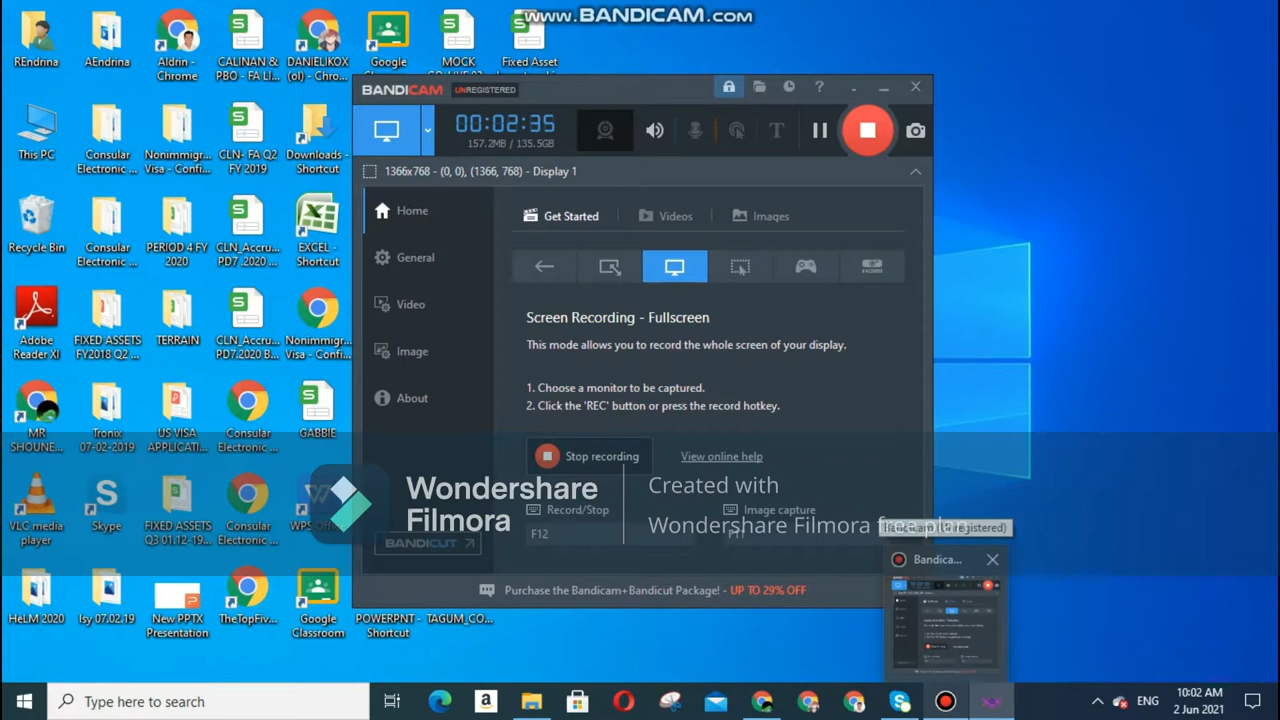 www.BANDICAM.com
REndrina
AEndrina
Aldrin -
Chrome
CALINAN &
PBO - FA LI...
DANIELIKOX
(ol) - Chro...
Google
MOCK
Fixed Asset
This PC
Consular
Electronic ...
Nonimmigr...
Visa - Confi...
CLN- FA Q2
FY 2019
Downloads -
Shortcut
Recycle Bin
Consular
Electronic ...
PERIOD 4 FY
2020
CLN_Accru...
PD7 .2020 ...
EXCEL -
Shortcut
Adobe
Reader XI
FIXED ASSETS
FY2018 Q2 ...
TERRAIN
CLN_Accru...
PD7.2020 B...
Nonimmigr...
Visa - Confi...
MR
SHOUNE...
Tronix
07-02-2019
US VISA
APPLICATI...
Consular
Electronic ...
GABBIE
VLC media
player
Skype
FIXED ASSETS
Q3 01.12-19...
Consular
Electronic ...
WPS Office
HeLM 2020
Isy 07.02.19
New PPTX
Presentation
TheTopFiv...
Google
Classroom
POWERPNT -
Shortcut
TAGUM_CO...
BANDICAM UNREGISTERED
00:02:35
157.2MB / 135.5GB
1366x768 - (0, 0), (1366, 768) - Display 1
Home
General
Video
Image
About
BANDICUT
Get Started
Videos
Images
HDMI
Screen Recording - Fullscreen
This mode allows you to record the whole screen of your display.
1. Choose a monitor to be captured.
2. Click the 'REC' button or press the record hotkey.
Stop recording
View online help
Record/Stop
F12
Image capture
F11
Purchase the Bandicam+Bandicut Package! - UP TO 29% OFF
Wondershare
Filmora
Created with
Wondershare Filmora free plan
Bandica...
Type here to search
ENG
10:02 AM
2 Jun 2021